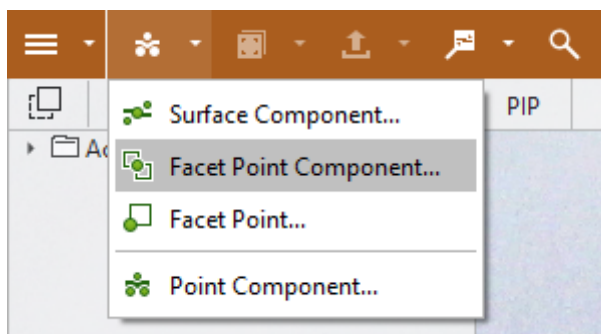 Surface Component...
PIP
Facet Point Component...
Facet Point...
Point Component...